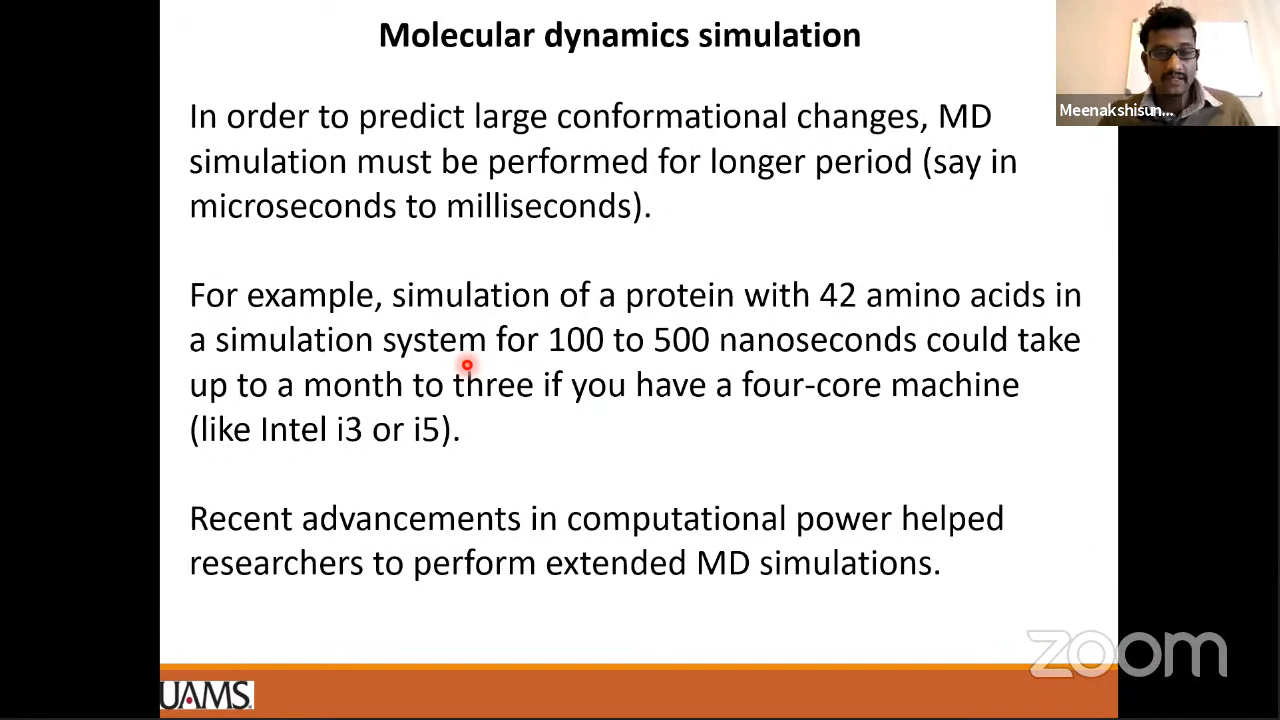 Molecular dynamics simulation
Meenakshisun...
In order to predict large conformational changes, MD
simulation must be performed for longer period (say in
microseconds to milliseconds).
For example, simulation of a protein with 42 amino acids in
a simulation system for 100 to 500 nanoseconds could take
up to a month to three if you have a four-core machine
(like Intel i3 or i5).
Recent advancements in computational power helped
researchers to perform extended MD simulations.
zoom
UAMS